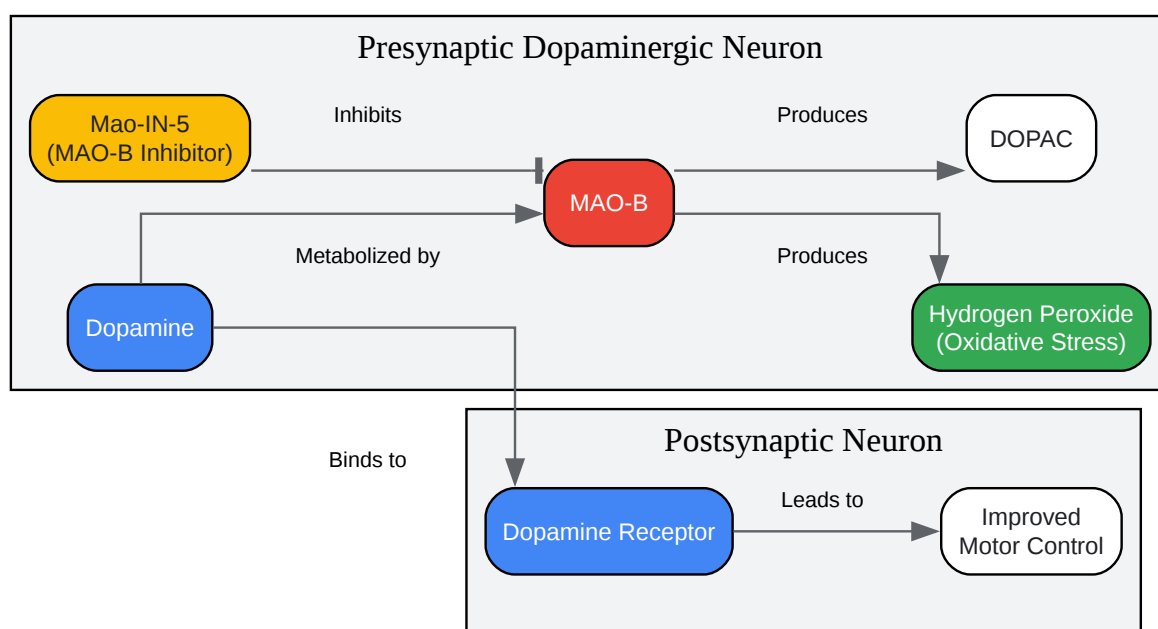 Presynaptic Dopaminergic Neuron
Mao-IN-5
(MAO-B Inhibitor)
Inhibits
Produces
DOPAC
MAO-B
Metabolized by
Produces
Dopamine
Hydrogen Peroxide
(Oxidative Stress)
Postsynaptic Neuron
Binds to
Dopamine Receptor
Leads to
Improved
Motor Control